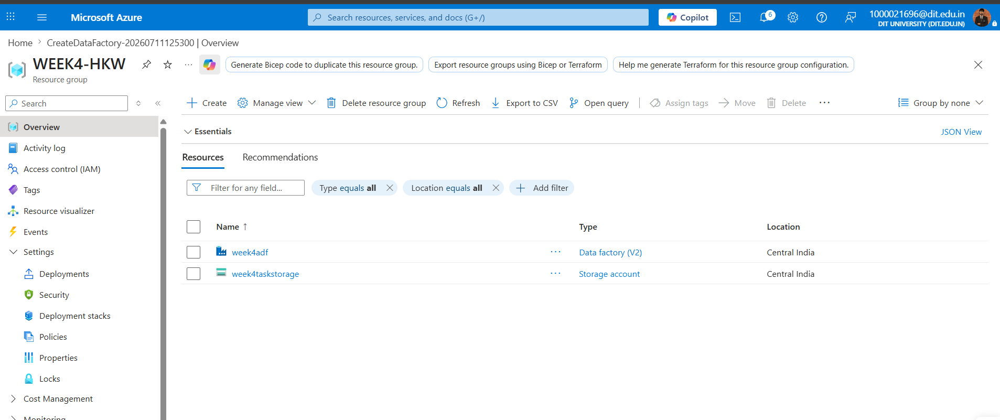 Microsoft Azure
Search resources, services, and docs (G+/)
Copilot
6
1000021696@dit.edu.in
DIT UNIVERSITY (DIT.EDU.IN)
Home > CreateDataFactory-20260711125300 | Overview
WEEK4-HKW
Resource group
Generate Bicep code to duplicate this resource group.
Export resource groups using Bicep or Terraform
Help me generate Terraform for this resource group configuration.
Search
Create
Manage view
Delete resource group
Refresh
Export to CSV
Open query
Assign tags
Move
Delete
Group by none
Overview
Activity log
Access control (IAM)
Tags
Resource visualizer
Events
Settings
Deployments
Security
Deployment stacks
Policies
Properties
Locks
Cost Management
Monitoring
Essentials
JSON View
Resources
Recommendations
Filter for any field...
Type equals all
Location equals all
Add filter
Name ↑ Type Location
week4adf ... Data factory (V2) Central India
week4taskstorage ... Storage account Central India